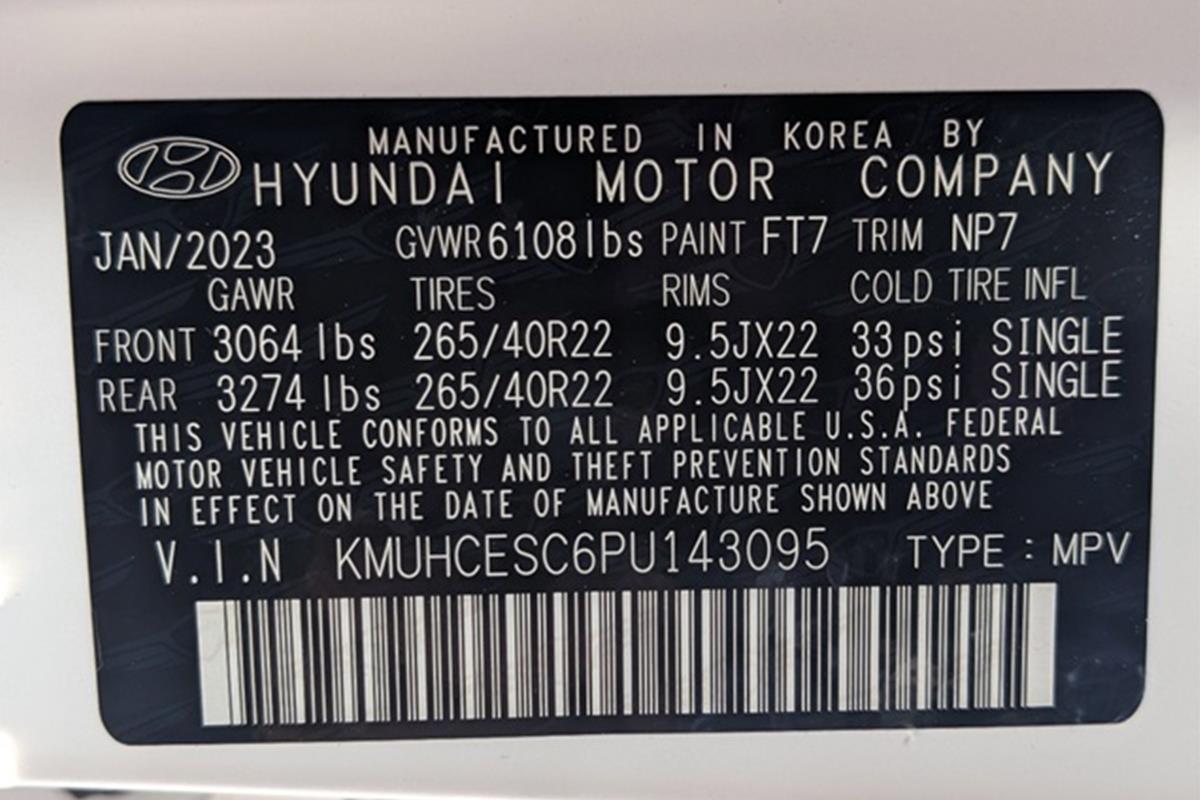 MANUFACTURED IN KOREA BY
HYUNDAI MOTOR COMPANY
JAN/2023 GVWR 6108 lbs PAINT FT7 TRIM NP7
GAWR TIRES RIMS COLD TIRE INFL
FRONT 3064 lbs 265/40R22 9.5JX22 33psi SINGLE
REAR 3274 lbs 265/40R22 9.5JX22 36psi SINGLE
THIS VEHICLE CONFORMS TO ALL APPLICABLE U.S.A. FEDERAL
MOTOR VEHICLE SAFETY AND THEFT PREVENTION STANDARDS
IN EFFECT ON THE DATE OF MANUFACTURE SHOWN ABOVE
V.I.N KMUHCESC6PU143095 TYPE : MPV